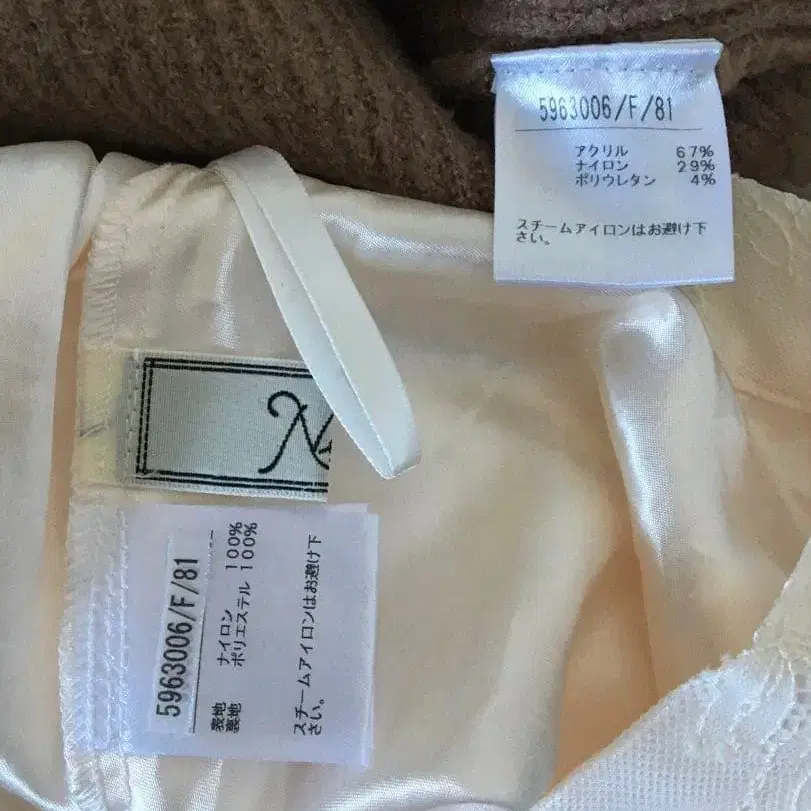 5963006/F/81
アクリル 67%
ナイロン 29%
ポリウレタン 4%
スチームアイロンはお避け下
さい。
5963006/F/81
表地 ナイロン 100%
裏地 ポリエステル 100%
スチームアイロンはお避け下
さい。